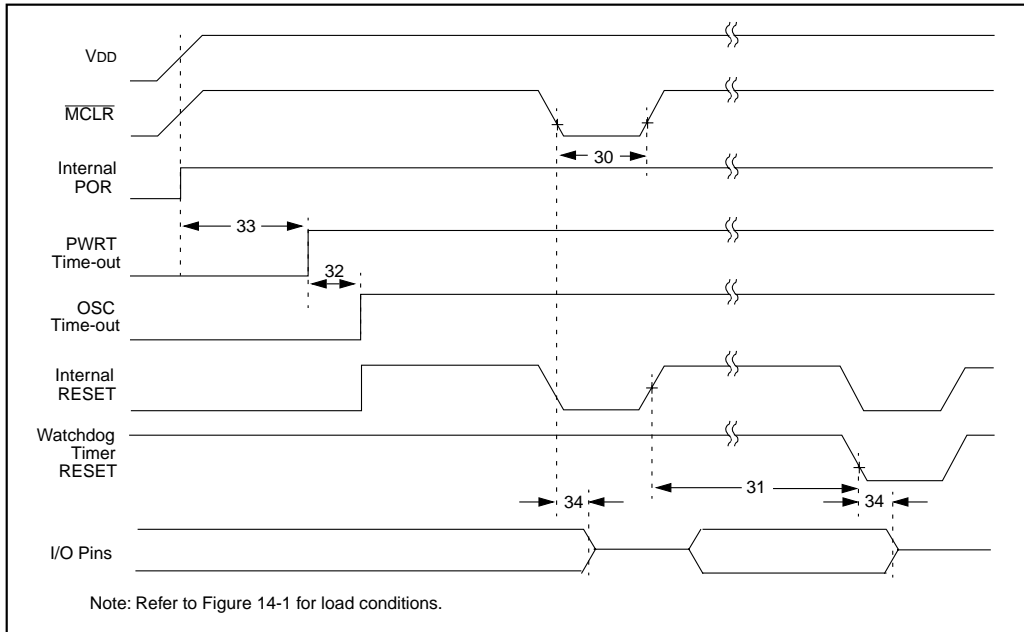 VDD
MCLR
30
Internal
POR
33
PWRT
Time-out
32
OSC
Time-out
Internal
RESET
Watchdog
Timer
RESET
31
34
34
I/O Pins
Note: Refer to Figure 14-1 for load conditions.